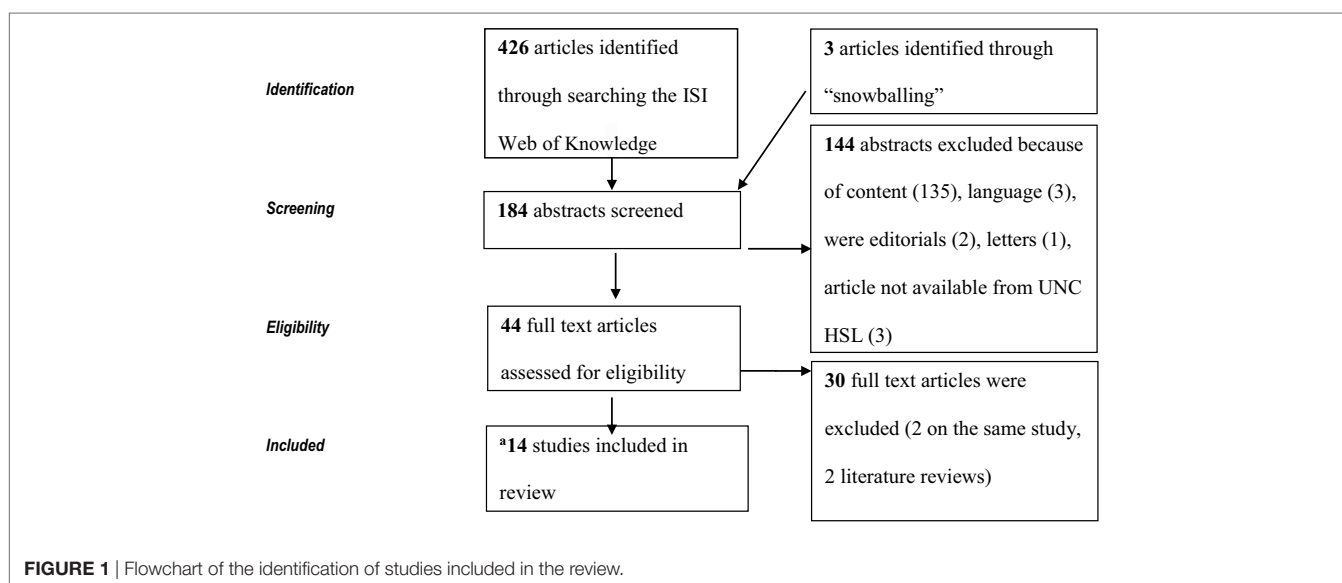 Identification
426 articles identified
through searching the ISI
Web of Knowledge
3 articles identified through
“snowballing”
Screening
184 abstracts screened
144 abstracts excluded because
of content (135), language (3),
were editorials (2), letters (1),
article not available from UNC
HSL (3)
Eligibility
44 full text articles
assessed for eligibility
30 full text articles were
excluded (2 on the same study,
2 literature reviews)
Included
ᵃ14 studies included in
review
FIGURE 1 | Flowchart of the identification of studies included in the review.